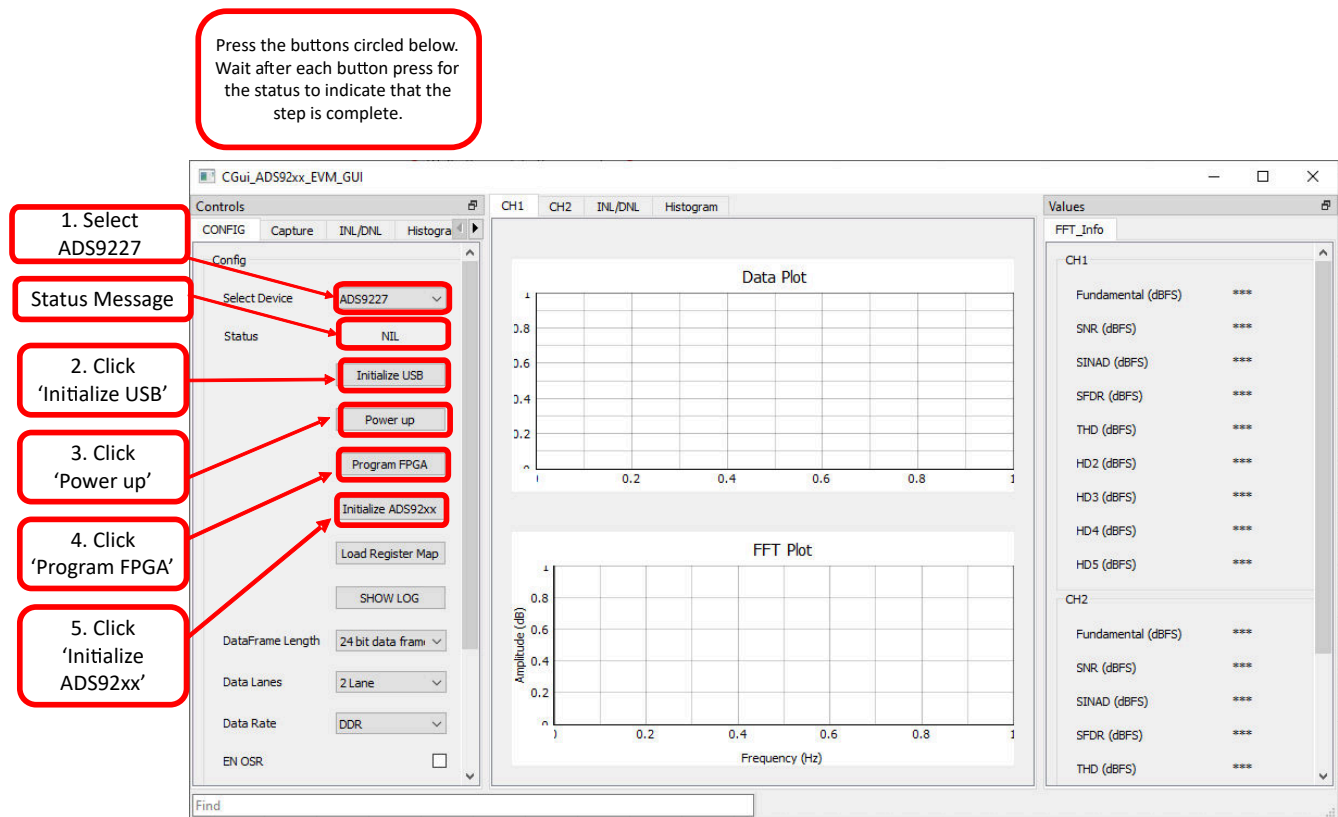 Press the buttons circled below.
Wait after each button press for
the status to indicate that the
step is complete.
CGui_ADS92xx_EVM_GUI
1. Select
ADS9227
Status Message
2. Click
‘Initialize USB’
3. Click
‘Power up’
4. Click
‘Program FPGA’
5. Click
‘Initialize
ADS92xx’
Controls
CONFIG Capture INL/DNL Histogra
Config
Select Device ADS9227
Status NIL
Initialize USB
Power up
Program FPGA
Initialize ADS92xx
Load Register Map
SHOW LOG
DataFrame Length 24 bit data fram
Data Lanes 2 Lane
Data Rate DDR
EN OSR
Find
CH1 CH2 INL/DNL Histogram
Data Plot
1
0.8
0.6
0.4
0.2
0.2 0.4 0.6 0.8 1
FFT Plot
Amplitude (dB)
1
0.8
0.6
0.4
0.2
0.2 0.4 0.6 0.8 1
Frequency (Hz)
Values
FFT_Info
CH1
Fundamental (dBFS) ***
SNR (dBFS) ***
SINAD (dBFS) ***
SFDR (dBFS) ***
THD (dBFS) ***
HD2 (dBFS) ***
HD3 (dBFS) ***
HD4 (dBFS) ***
HD5 (dBFS) ***
CH2
Fundamental (dBFS) ***
SNR (dBFS) ***
SINAD (dBFS) ***
SFDR (dBFS) ***
THD (dBFS) ***